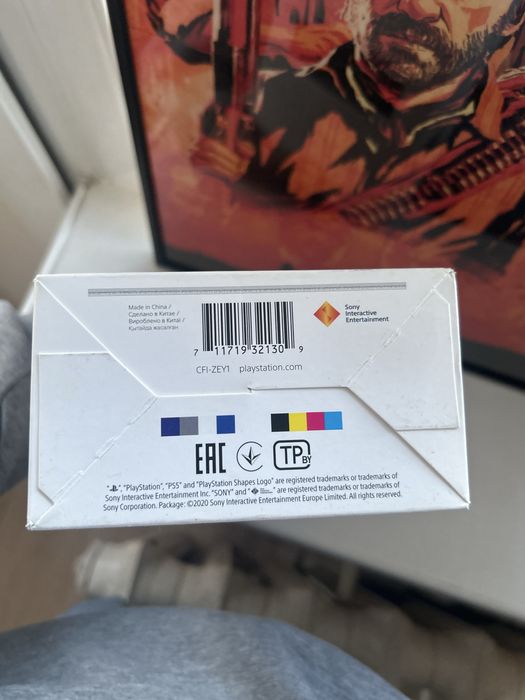 Made in China /
Сделано в Китае /
Вироблено в Китаї /
Қытайда жасалған
7 11719 32130 9
Sony
Interactive
Entertainment
CFI-ZEY1 playstation.com
EAC TP BY
" ", "PlayStation", "PS5" and "PlayStation Shapes Logo" are registered trademarks or trademarks of
Sony Interactive Entertainment Inc. "SONY" and " " are registered trademarks or trademarks of
Sony Corporation. Package: ©2020 Sony Interactive Entertainment Europe Limited. All rights reserved.